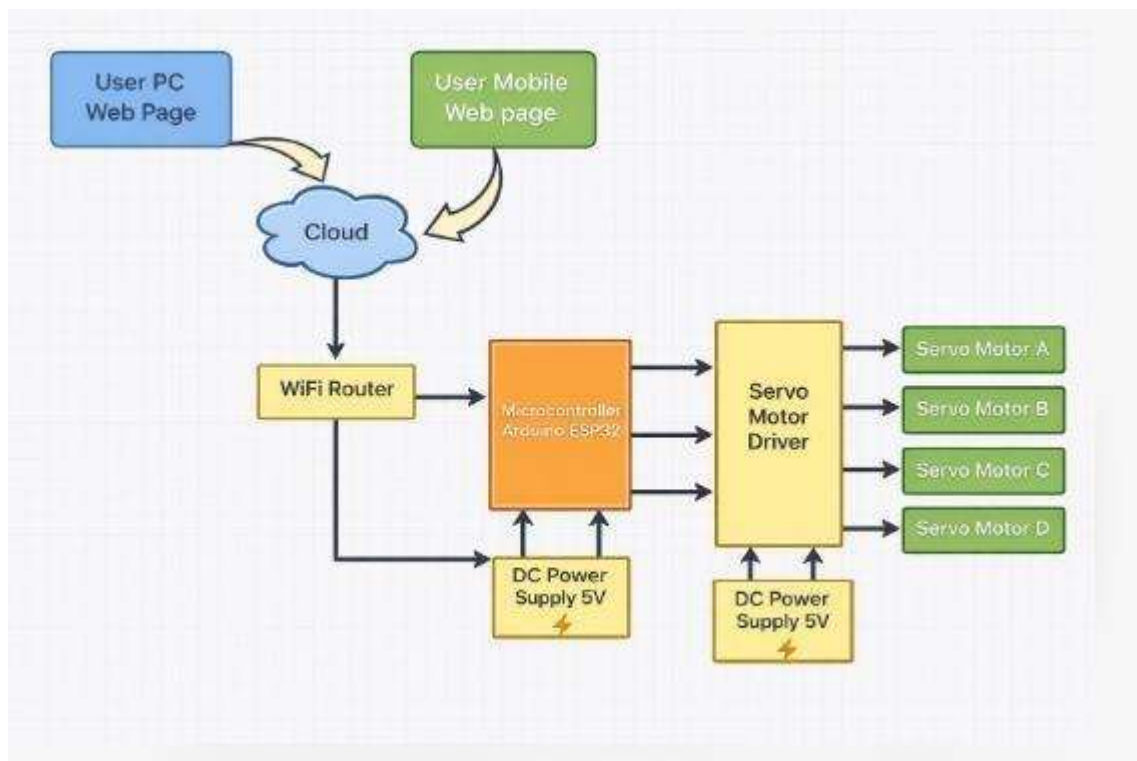 User PC
Web Page
User Mobile
Web page
Cloud
WiFi Router
Microcontroller
Arduino ESP32
Servo
Motor
Driver
Servo Motor A
Servo Motor B
Servo Motor C
Servo Motor D
DC Power
Supply 5V
DC Power
Supply 5V